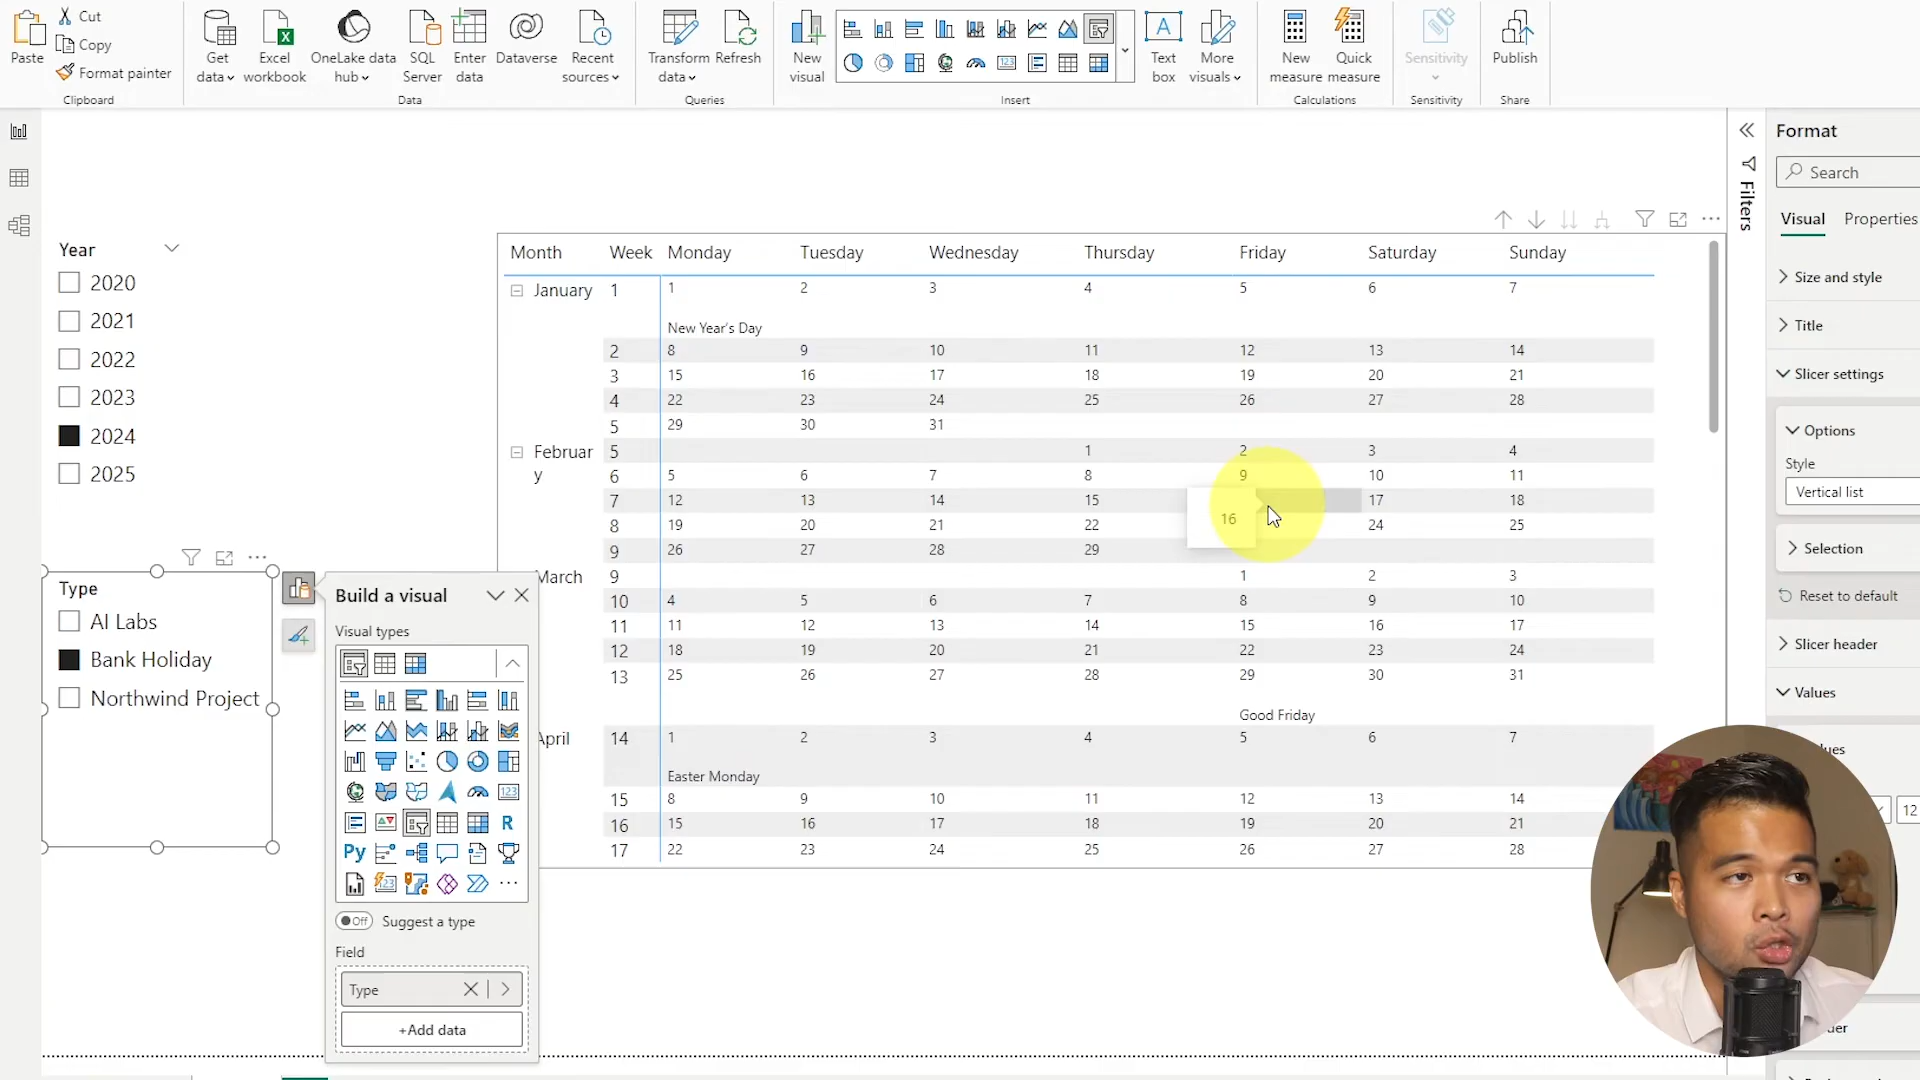 Paste
Cut
Copy
Format painter
Clipboard
Get data
Excel workbook
OneLake data hub
SQL Server
Enter data
Dataverse
Recent sources
Data
Transform data
Refresh
Queries
New visual
Text box
More visuals
Insert
New measure
Quick measure
Calculations
Sensitivity
Sensitivity
Publish
Share
Year
2020
2021
2022
2023
2024
2025
Type
AI Labs
Bank Holiday
Northwind Project
Build a visual
Visual types
R
Py
123
Off Suggest a type
Field
Type
+Add data
Month Week Monday Tuesday Wednesday Thursday Friday Saturday Sunday
January 1 1 2 3 4 5 6 7
New Year's Day
2 8 9 10 11 12 13 14
3 15 16 17 18 19 20 21
4 22 23 24 25 26 27 28
5 29 30 31
Februar
y
5 1 2 3 4
6 5 6 7 8 9 10 11
7 12 13 14 15 16 17 18
8 19 20 21 22 24 25
9 26 27 28 29
March 9 1 2 3
10 4 5 6 7 8 9 10
11 11 12 13 14 15 16 17
12 18 19 20 21 22 23 24
13 25 26 27 28 29 30 31
Good Friday
April 14 1 2 3 4 5 6 7
Easter Monday
15 8 9 10 11 12 13 14
16 15 16 17 18 19 20 21
17 22 23 24 25 26 27 28
Filters
Format
Search
Visual Properties
Size and style
Title
Slicer settings
Options
Style
Vertical list
Selection
Reset to default
Slicer header
Values
12